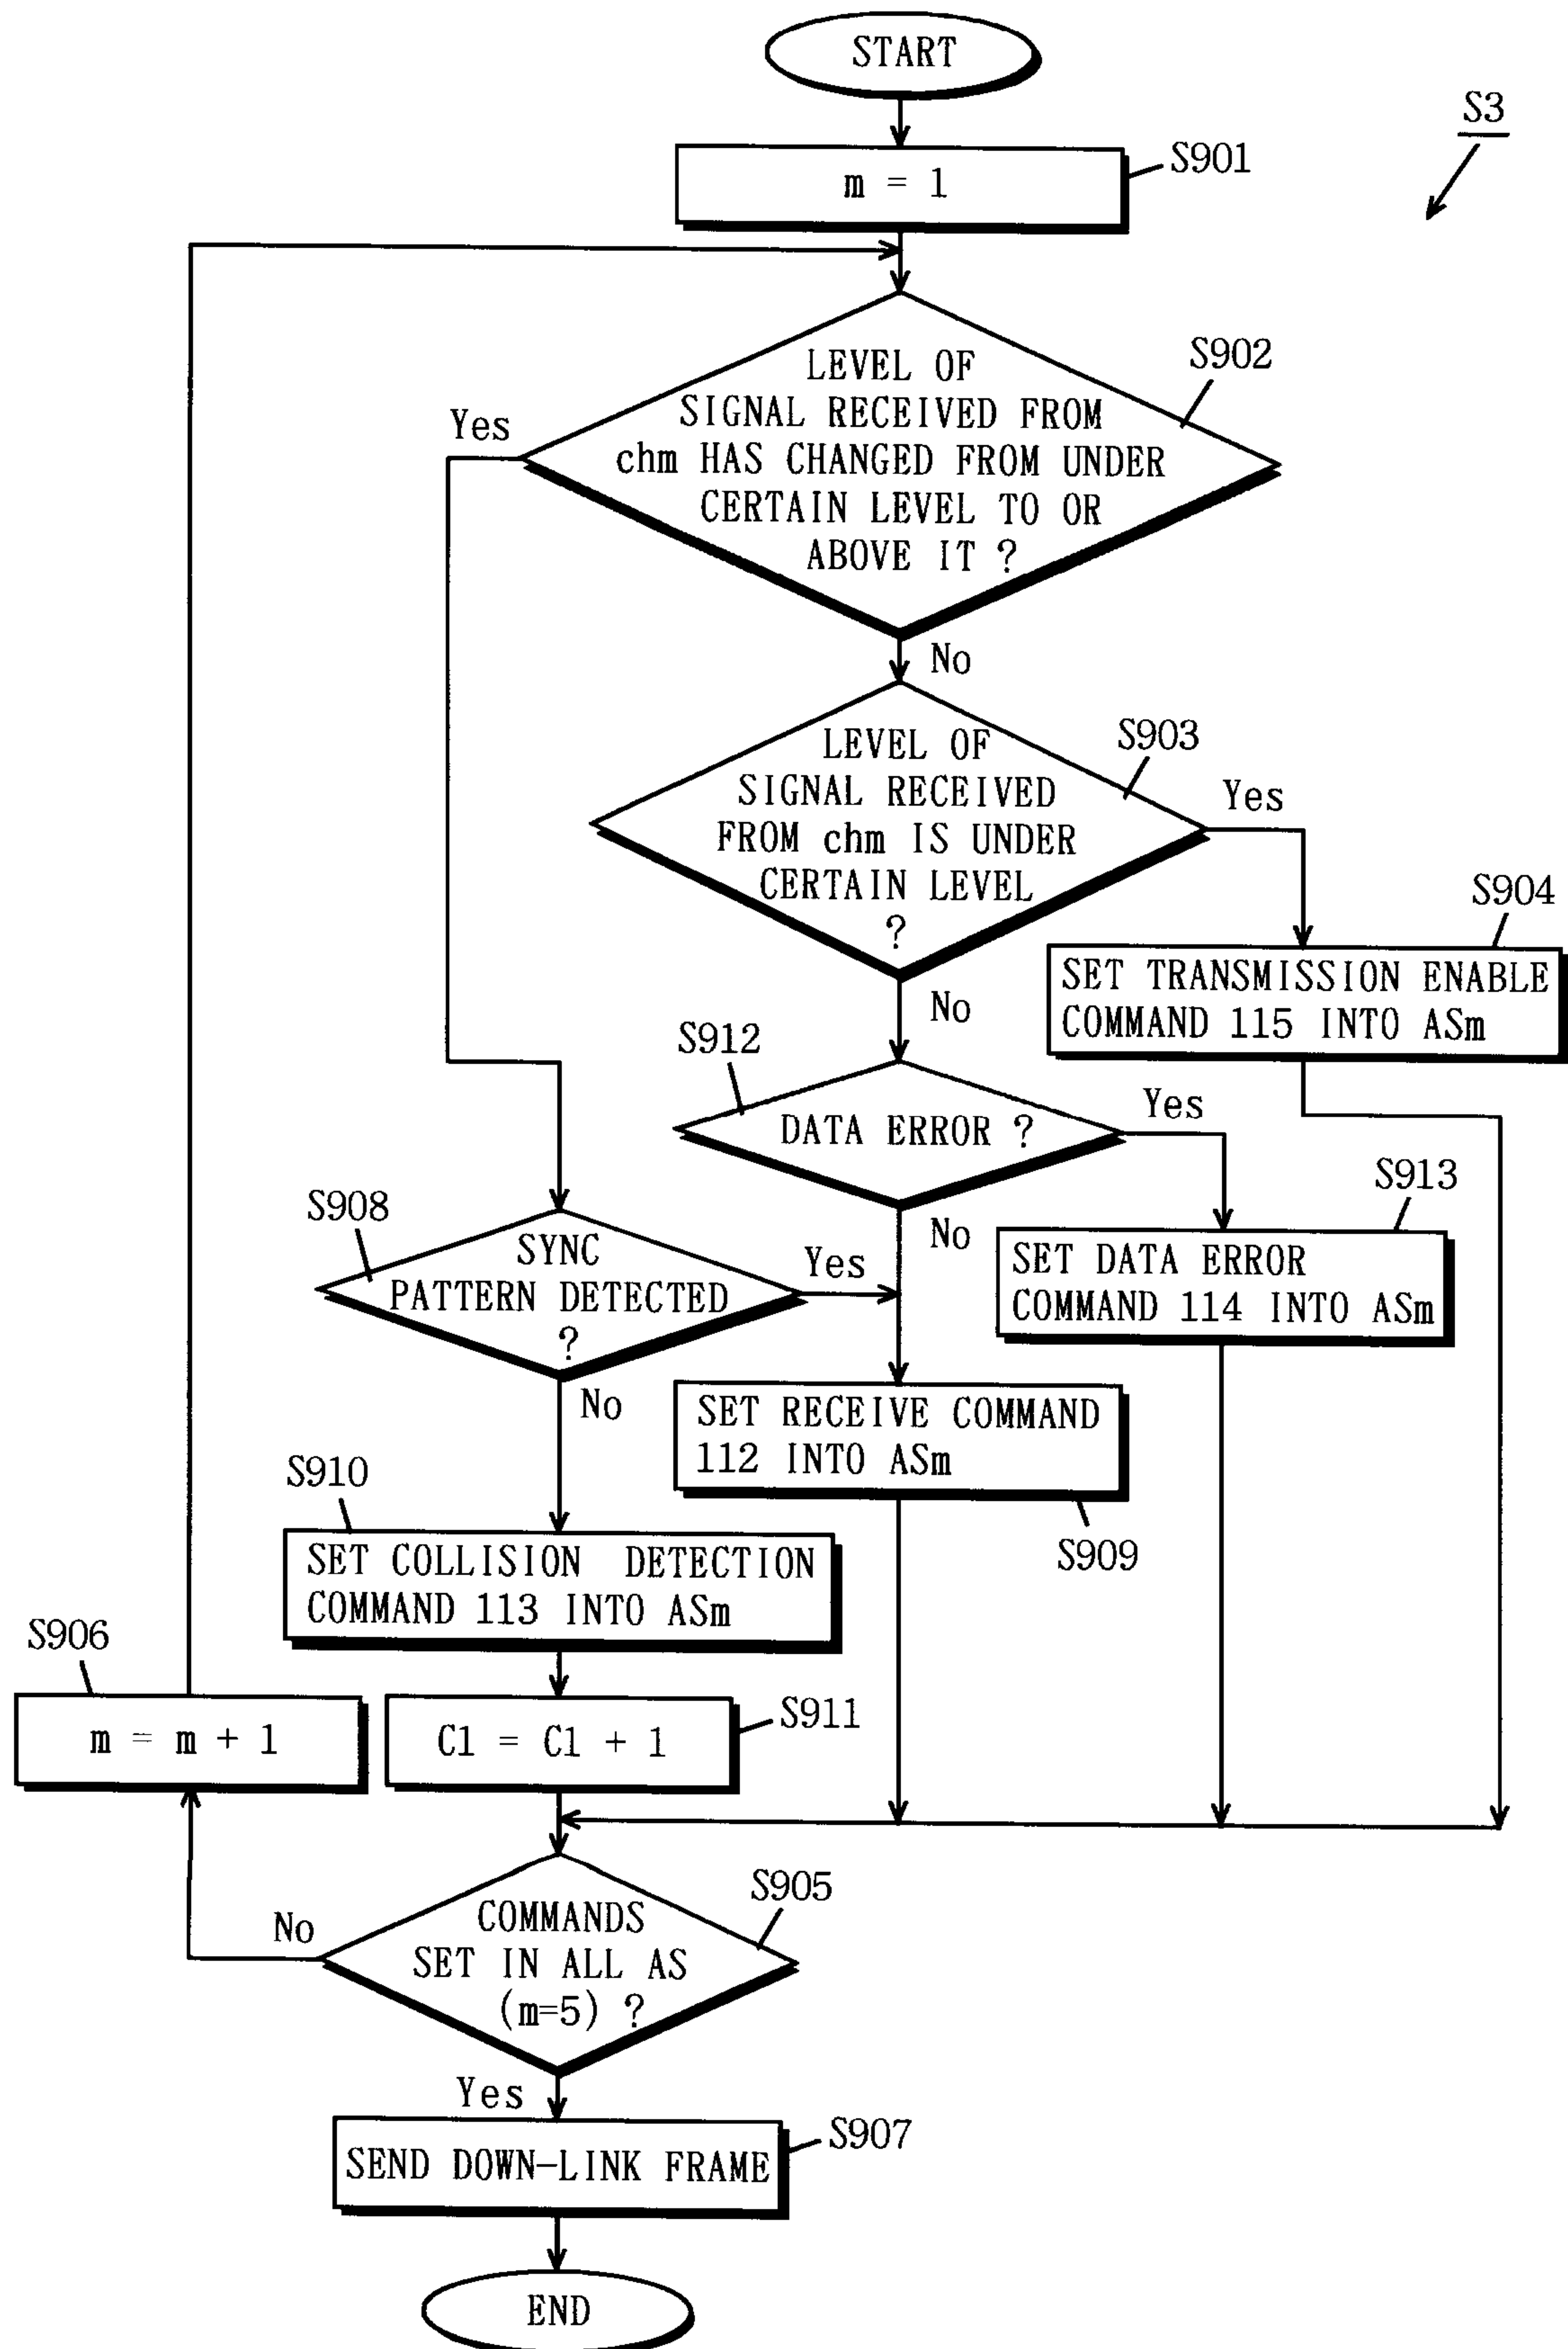 START
S3
S901
m = 1
S902
LEVEL OF
SIGNAL RECEIVED FROM
chm HAS CHANGED FROM UNDER
CERTAIN LEVEL TO OR
ABOVE IT ?
Yes
No
S903
LEVEL OF
SIGNAL RECEIVED
FROM chm IS UNDER
CERTAIN LEVEL
?
Yes
No
S904
SET TRANSMISSION ENABLE
COMMAND 115 INTO ASm
S912
DATA ERROR ?
Yes
No
S913
SET DATA ERROR
COMMAND 114 INTO ASm
S908
SYNC
PATTERN DETECTED
?
Yes
No
SET RECEIVE COMMAND
112 INTO ASm
S909
S910
SET COLLISION DETECTION
COMMAND 113 INTO ASm
S906
m = m + 1
C1 = C1 + 1
S911
S905
COMMANDS
SET IN ALL AS
(m=5) ?
No
Yes
S907
SEND DOWN-LINK FRAME
END